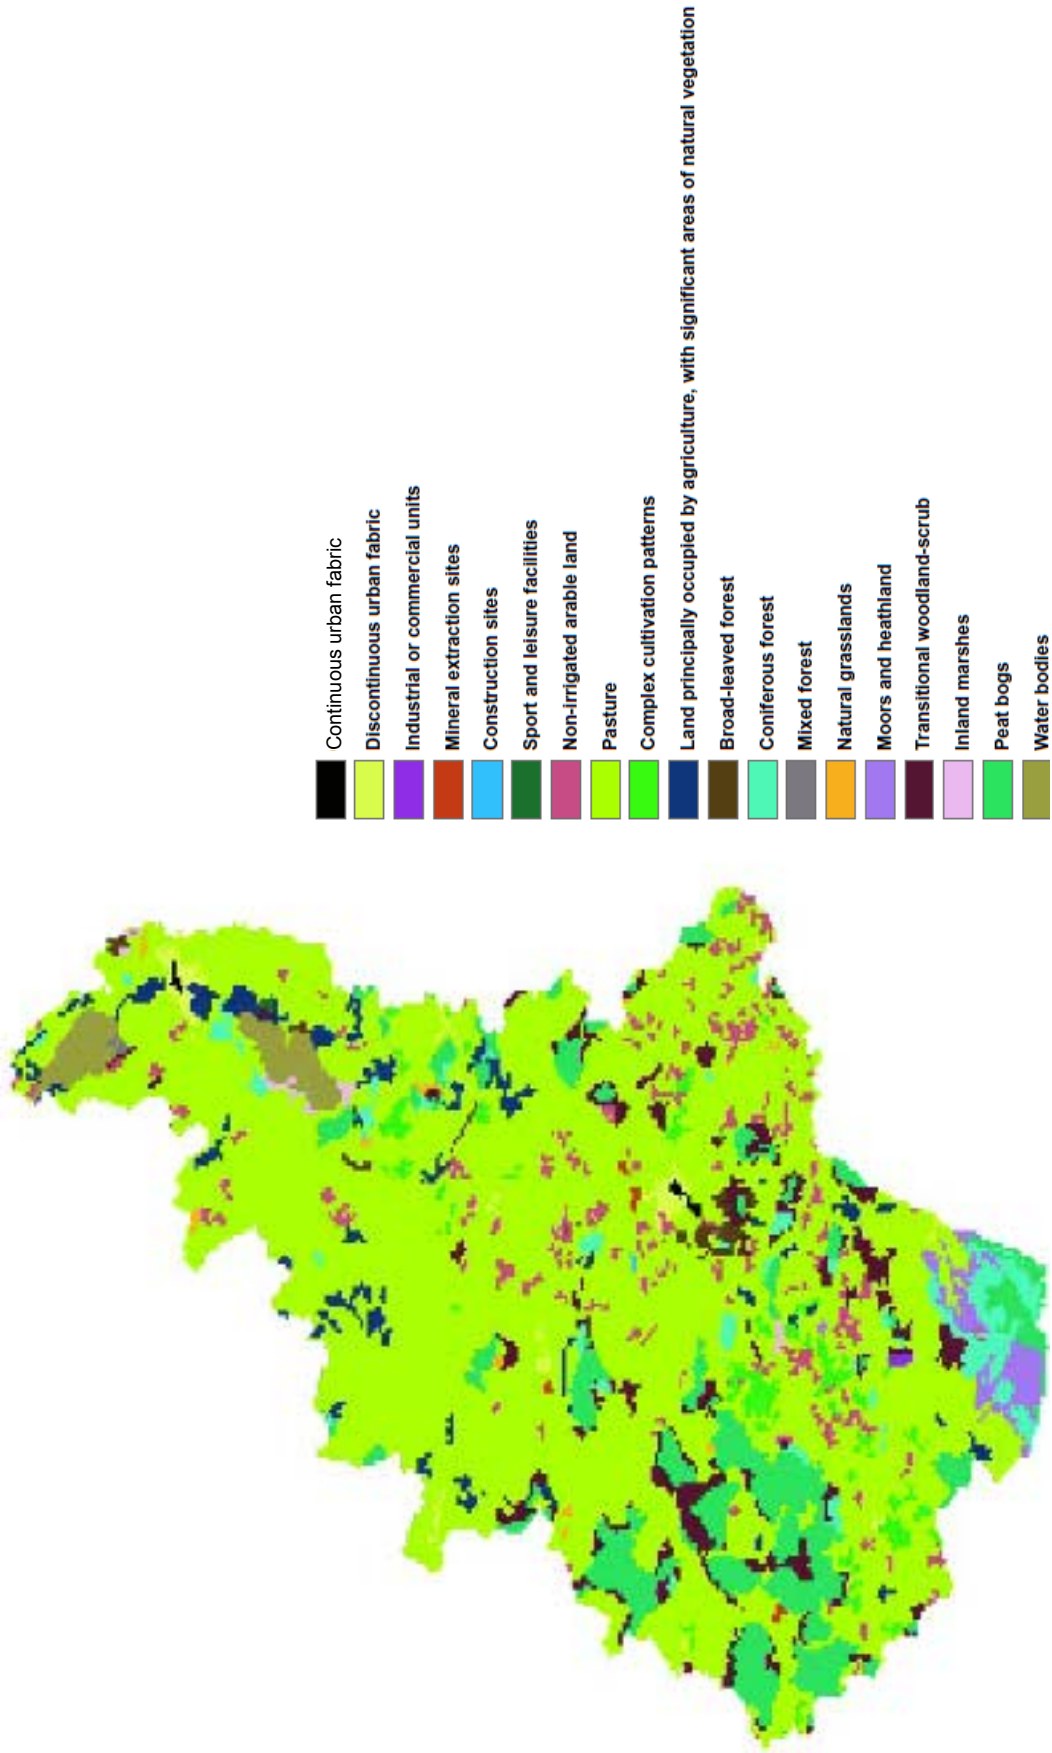 Continuous urban fabric
Discontinuous urban fabric
Industrial or commercial units
Mineral extraction sites
Construction sites
Sport and leisure facilities
Non-irrigated arable land
Pasture
Complex cultivation patterns
Land principally occupied by agriculture, with significant areas of natural vegetation
Broad-leaved forest
Coniferous forest
Mixed forest
Natural grasslands
Moors and heathland
Transitional woodland-scrub
Inland marshes
Peat bogs
Water bodies